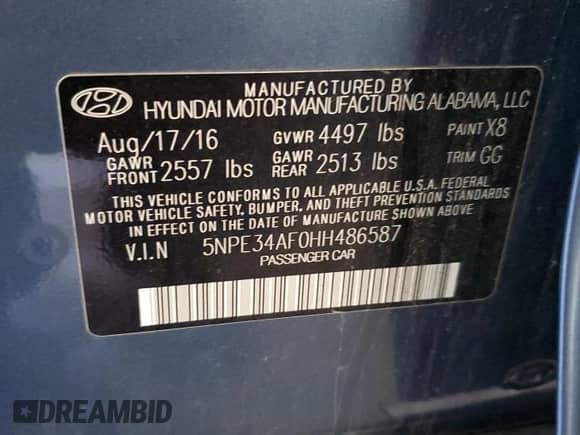 MANUFACTURED BY
HYUNDAI MOTOR MANUFACTURING ALABAMA, LLC
Aug/17/16 GVWR 4497 lbs PAINT X8
GAWR FRONT 2557 lbs GAWR REAR 2513 lbs TRIM GG
THIS VEHICLE CONFORMS TO ALL APPLICABLE U.S.A. FEDERAL
MOTOR VEHICLE SAFETY, BUMPER, AND THEFT PREVENTION STANDARDS
IN EFFECT ON THE DATE OF MANUFACTURE SHOWN ABOVE.
V.I.N 5NPE34AF0HH486587
PASSENGER CAR
DREAMBID